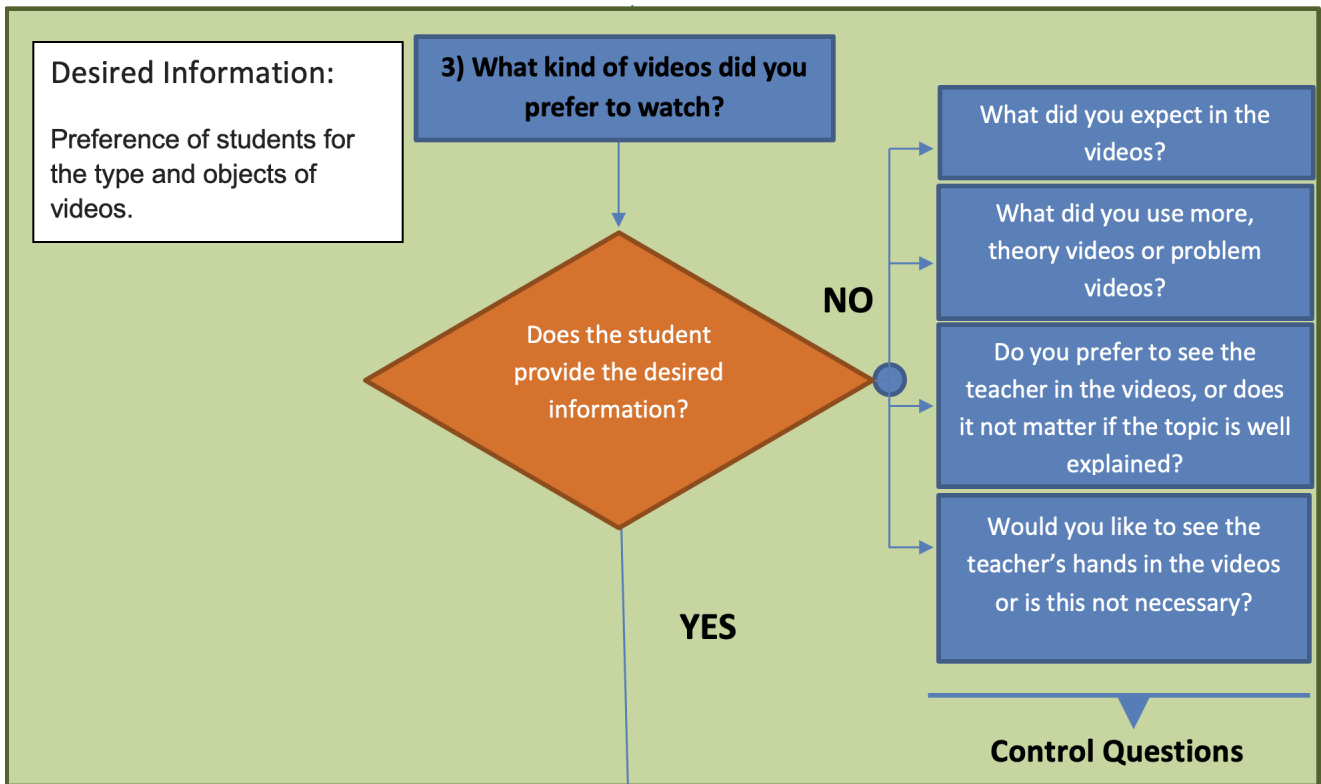 Desired Information:
Preference of students for
the type and objects of
videos.
3) What kind of videos did you
prefer to watch?
Does the student
provide the desired
information?
NO
YES
What did you expect in the
videos?
What did you use more,
theory videos or problem
videos?
Do you prefer to see the
teacher in the videos, or does
it not matter if the topic is well
explained?
Would you like to see the
teacher’s hands in the videos
or is this not necessary?
Control Questions